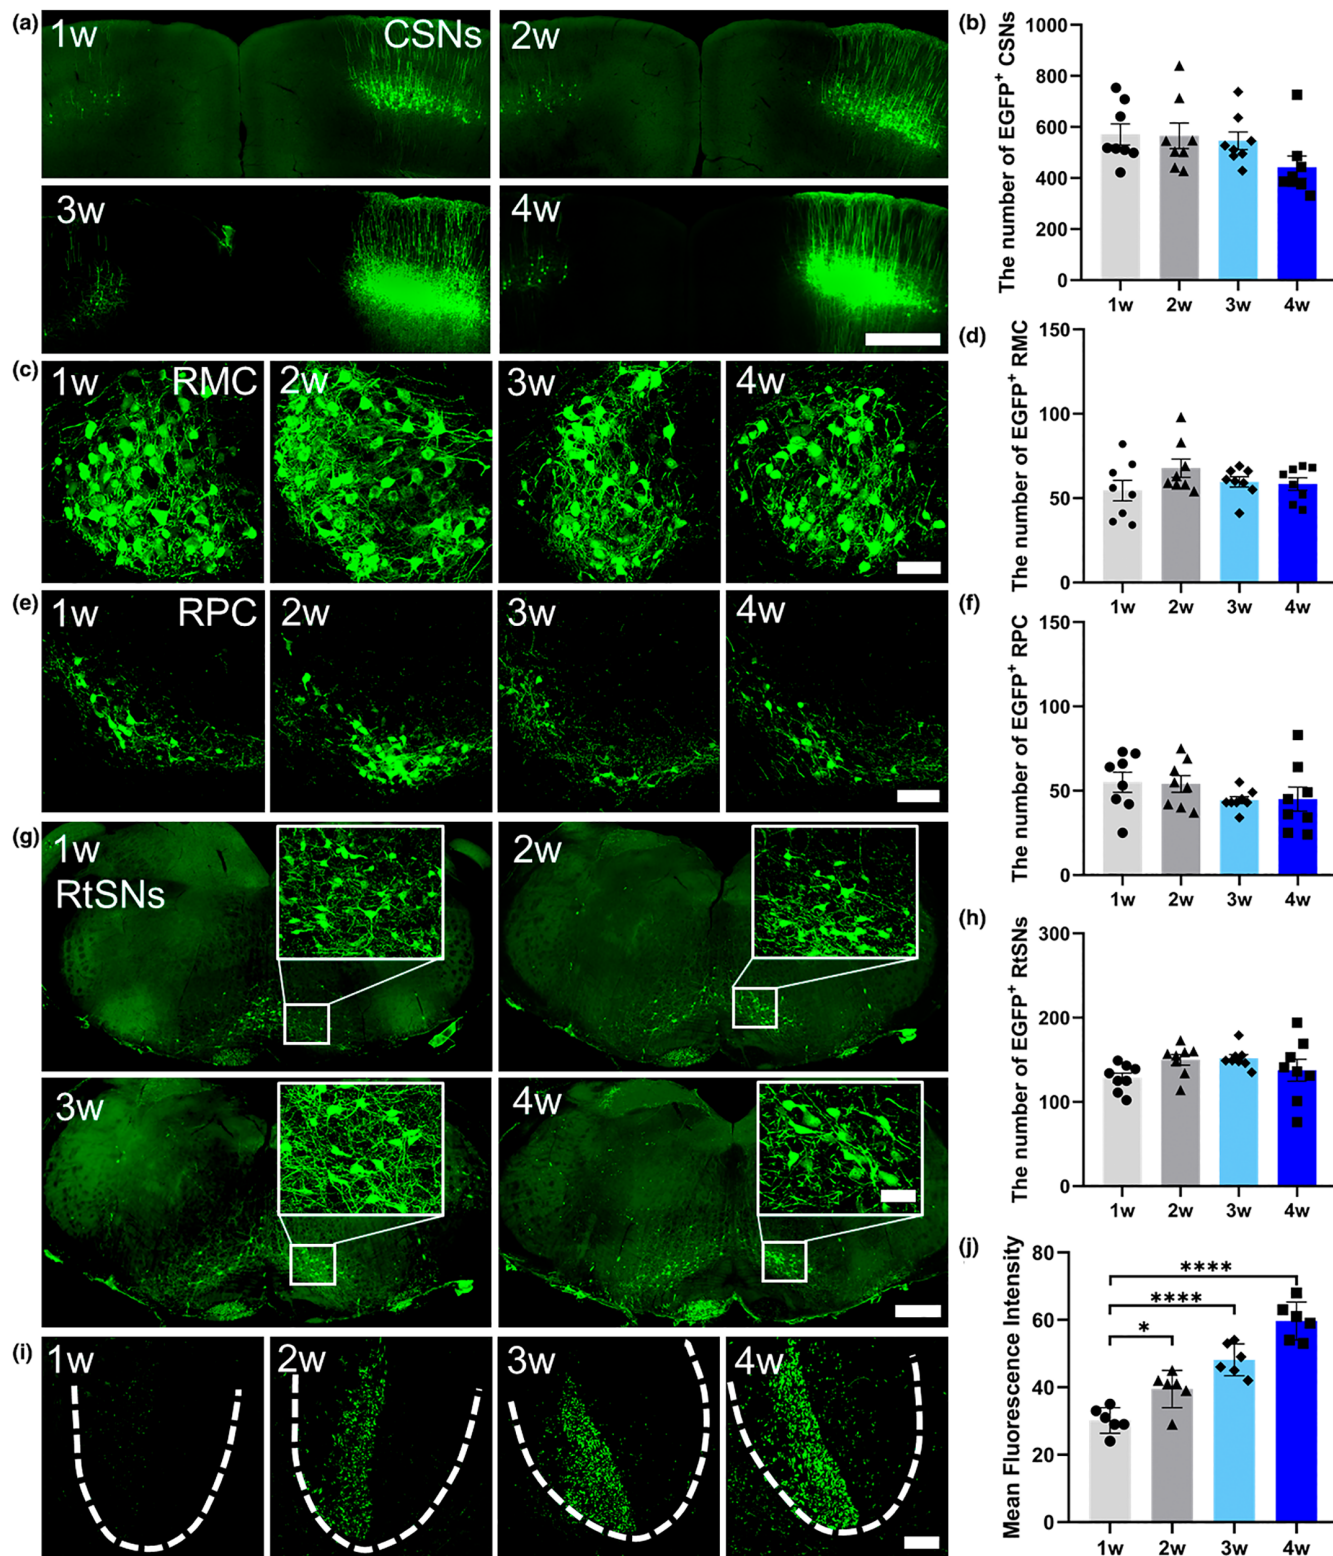 (a)
1w
CSNs
2w
3w
4w
(b)
The number of EGFP+ CSNs
1000
800
600
400
200
0
1w 2w 3w 4w
(c)
1w
RMC
2w
3w
4w
(d)
The number of EGFP+ RMC
150
100
50
0
1w 2w 3w 4w
(e)
1w
RPC
2w
3w
4w
(f)
The number of EGFP+ RPC
150
100
50
0
1w 2w 3w 4w
(g)
1w
RtSNs
2w
3w
4w
(h)
The number of EGFP+ RtSNs
300
200
100
0
1w 2w 3w 4w
(i)
1w
2w
3w
4w
(j)
Mean Fluorescence Intensity
80
60
40
20
0
****
****
*
1w 2w 3w 4w